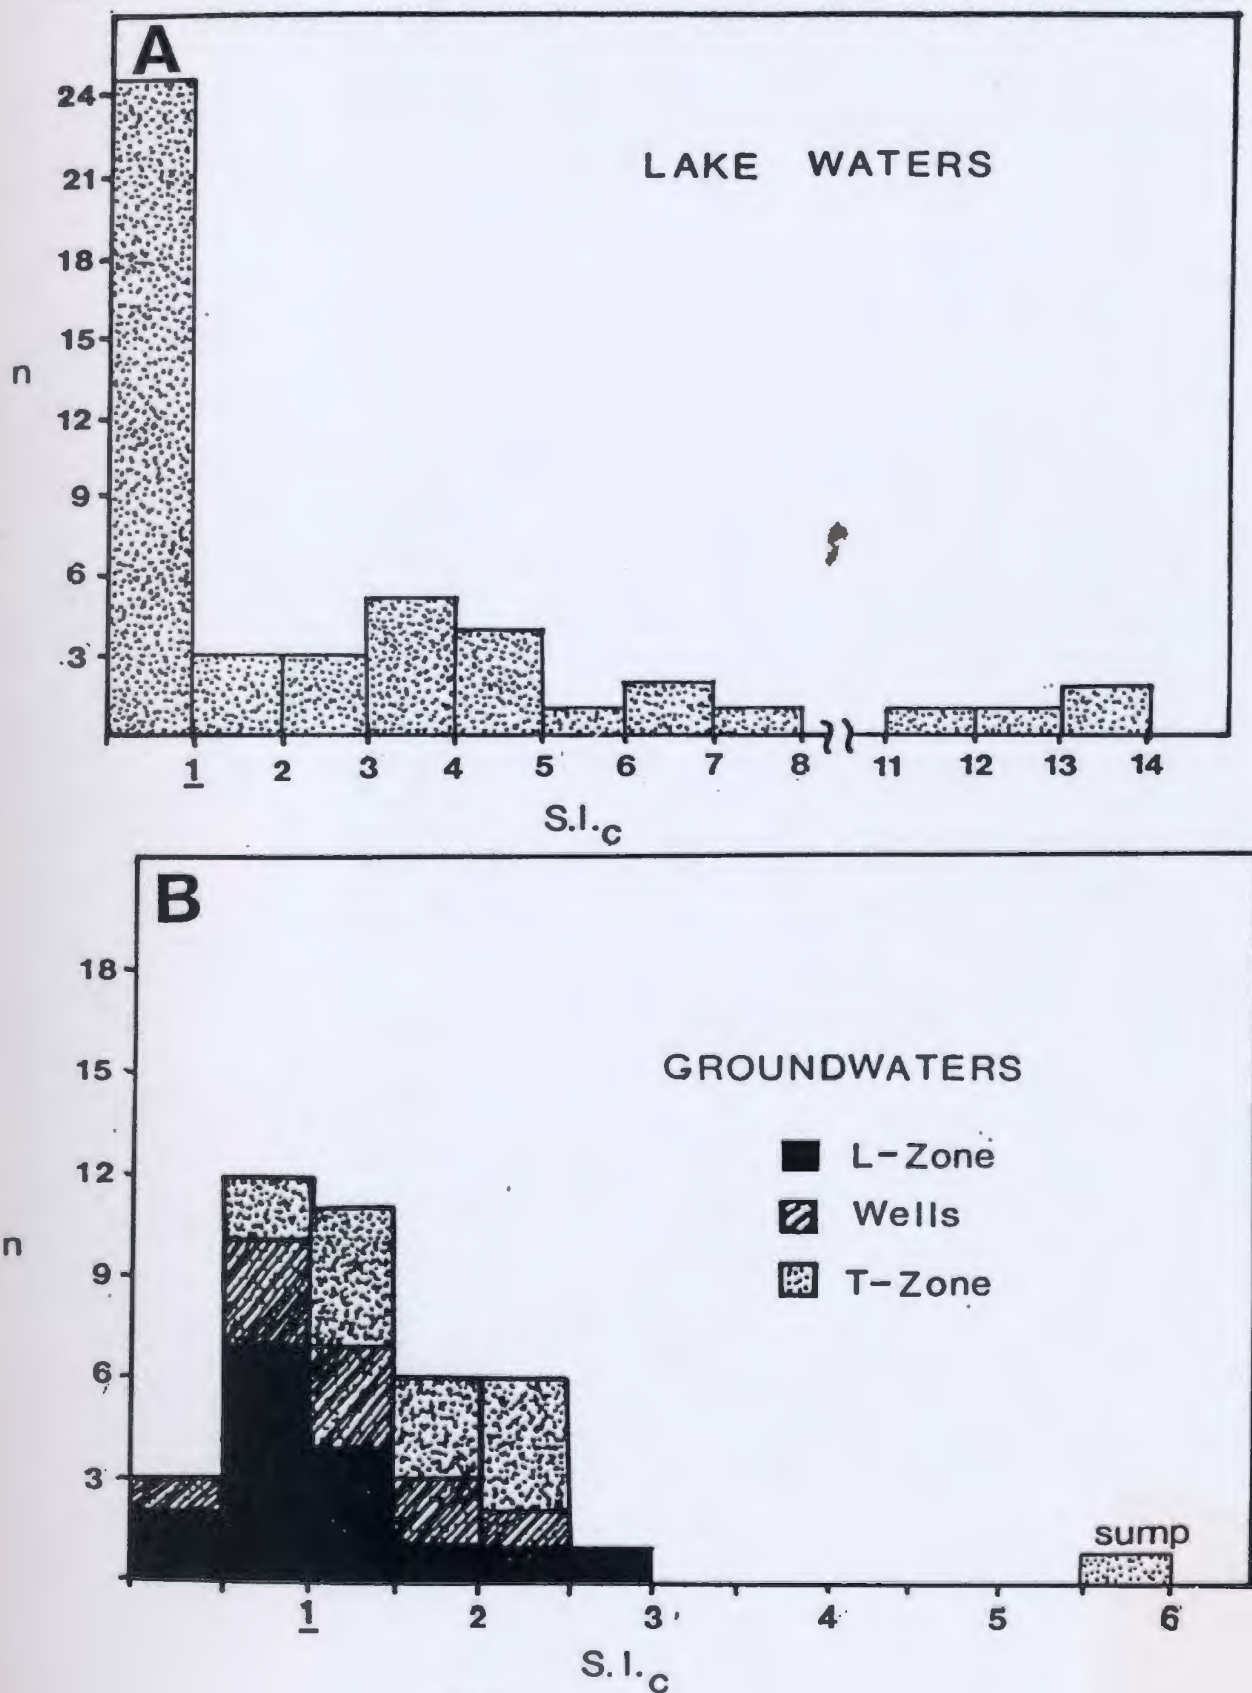 A
LAKE WATERS
24
21
18
15
n
12
9
6
3
1 2 3 4 5 6 7 8 11 12 13 14
S.I.c
B
18
GROUNDWATERS
15
L-Zone
12
Wells
n
9
T-Zone
6
3
sump
1 2 3 4 5 6
S.I.c